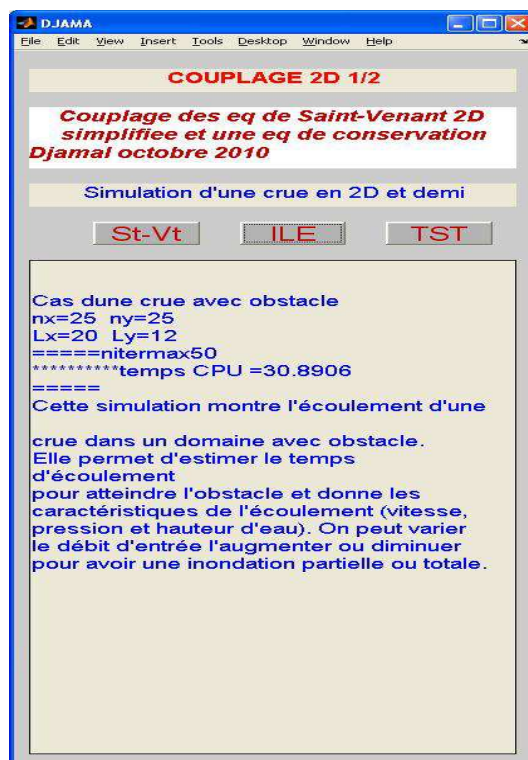 DJAMA
File Edit View Insert Tools Desktop Window Help
COUPLAGE 2D 1/2
Couplage des eq de Saint-Venant 2D
simplifiee et une eq de conservation
Djamal octobre 2010
Simulation d'une crue en 2D et demi
St-Vt ILE TST
Cas dune crue avec obstacle
nx=25 ny=25
Lx=20 Ly=12
=====nitermax50
**********temps CPU =30.8906
=====
Cette simulation montre l'écoulement d'une
crue dans un domaine avec obstacle.
Elle permet d'estimer le temps
d'écoulement
pour atteindre l'obstacle et donne les
caractéristiques de l'écoulement (vitesse,
pression et hauteur d'eau). On peut varier
le débit d'entrée l'augmenter ou diminuer
pour avoir une inondation partielle ou totale.